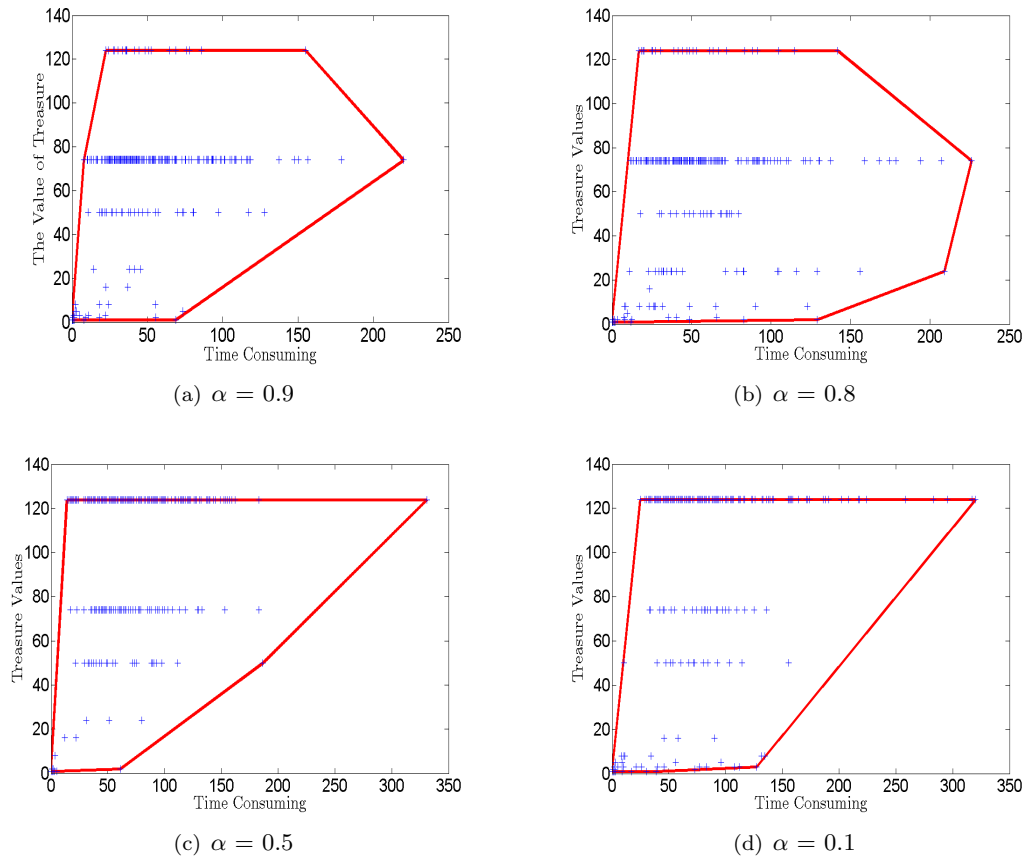 140
120
100
80
60
40
20
0
The Value of Treasure
0 50 100 150 200 250
Time Consuming
(a) α = 0.9
140
120
100
80
60
40
20
0
Treasure Values
0 50 100 150 200 250
Time Consuming
(b) α = 0.8
140
120
100
80
60
40
20
0
Treasure Values
0 50 100 150 200 250 300 350
Time Consuming
(c) α = 0.5
140
120
100
80
60
40
20
0
Treasure Values
0 50 100 150 200 250 300 350
Time Consuming
(d) α = 0.1